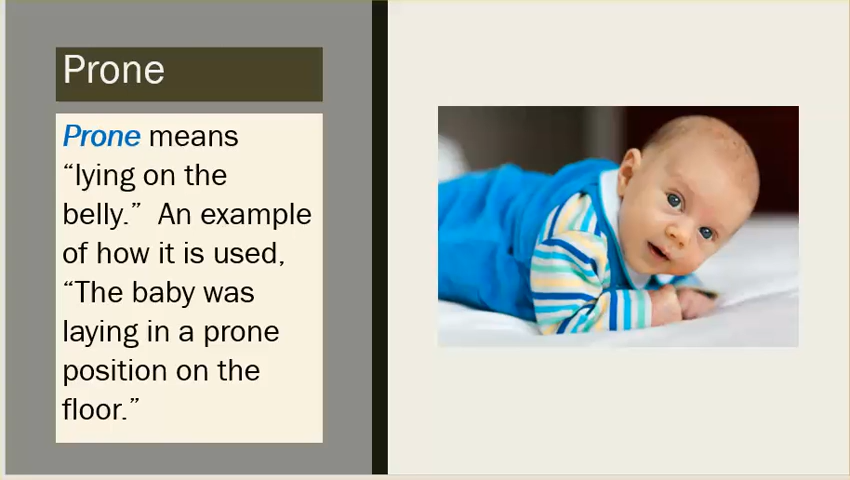 Prone
Prone means
“lying on the
belly.”  An example
of how it is used,
“The baby was
laying in a prone
position on the
floor.”